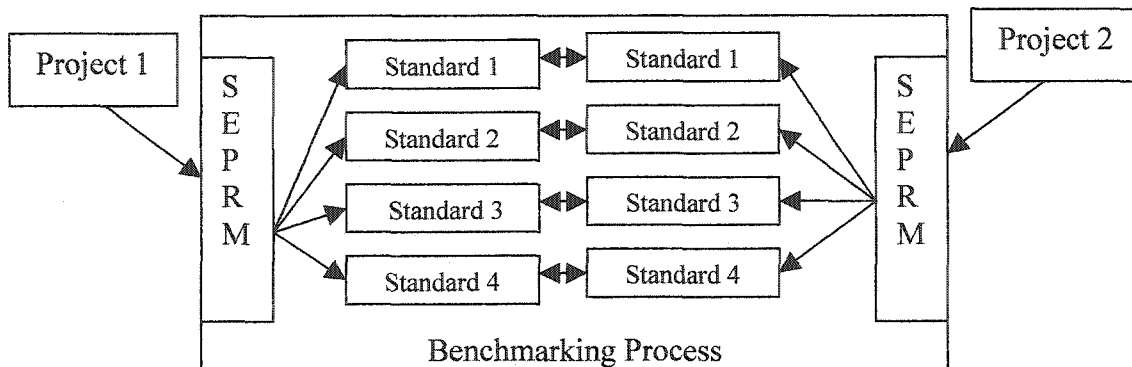 Project 1
Project 2
S
E
P
R
M
Standard 1
Standard 1
Standard 2
Standard 2
Standard 3
Standard 3
Standard 4
Standard 4
S
E
P
R
M
Benchmarking Process